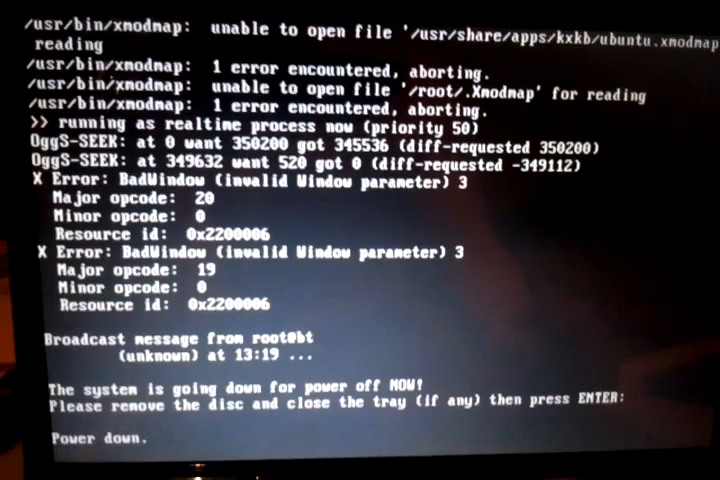 /usr/bin/xmodmap:  unable to open file '/usr/share/apps/kxkb/ubuntu.xmodmap
reading
/usr/bin/xmodmap:  1 error encountered, aborting.
/usr/bin/xmodmap:  unable to open file '/root/.Xmodmap' for reading
/usr/bin/xmodmap:  1 error encountered, aborting.
>> running as realtime process now (priority 50)
OggS-SEEK: at 0 want 350200 got 345536 (diff-requested 350200)
OggS-SEEK: at 349632 want 520 got 0 (diff-requested -349112)
X Error: BadWindow (invalid Window parameter) 3
Major opcode:  20
Minor opcode:  0
Resource id:  0x2200006
X Error: BadWindow (invalid Window parameter) 3
Major opcode:  19
Minor opcode:  0
Resource id:  0x2200006
Broadcast message from root@bt
(unknown) at 13:19 ...
The system is going down for power off NOW!
Please remove the disc and close the tray (if any) then press ENTER:
Power down.